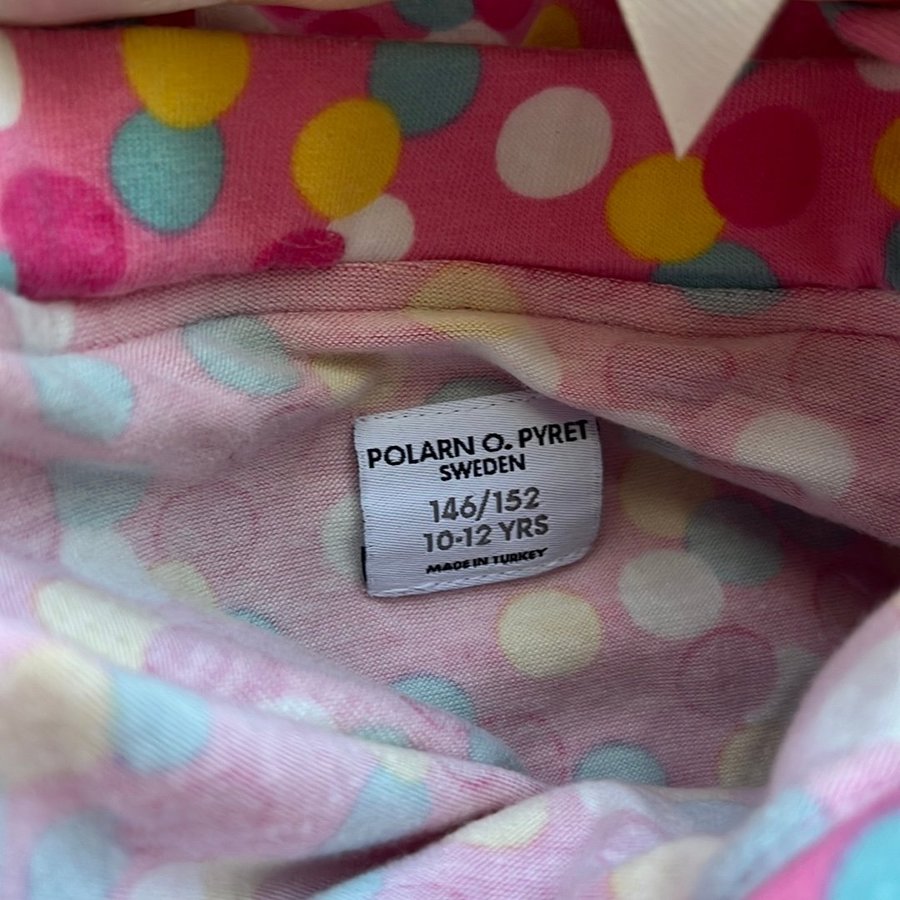 POLARN O. PYRET
SWEDEN
146/152
10-12 YRS
MADE IN TURKEY